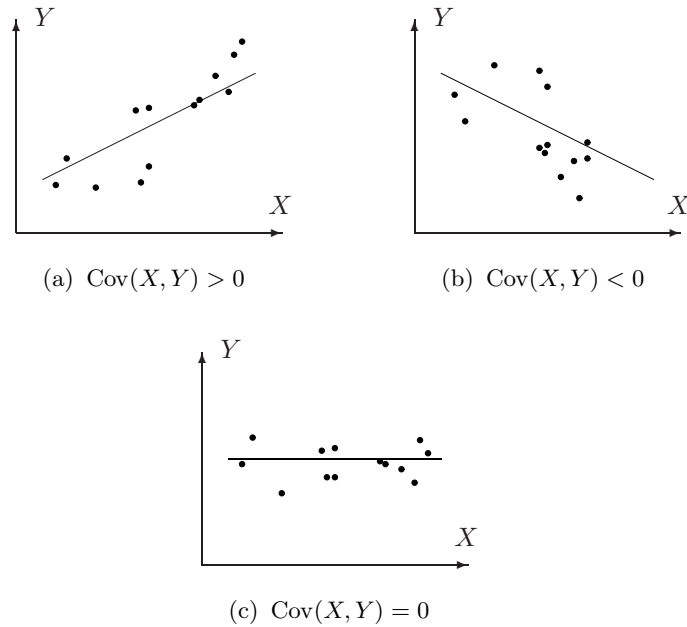 Y
X
(a) Cov(X, Y) > 0
Y
X
(b) Cov(X, Y) < 0
Y
X
(c) Cov(X, Y) = 0